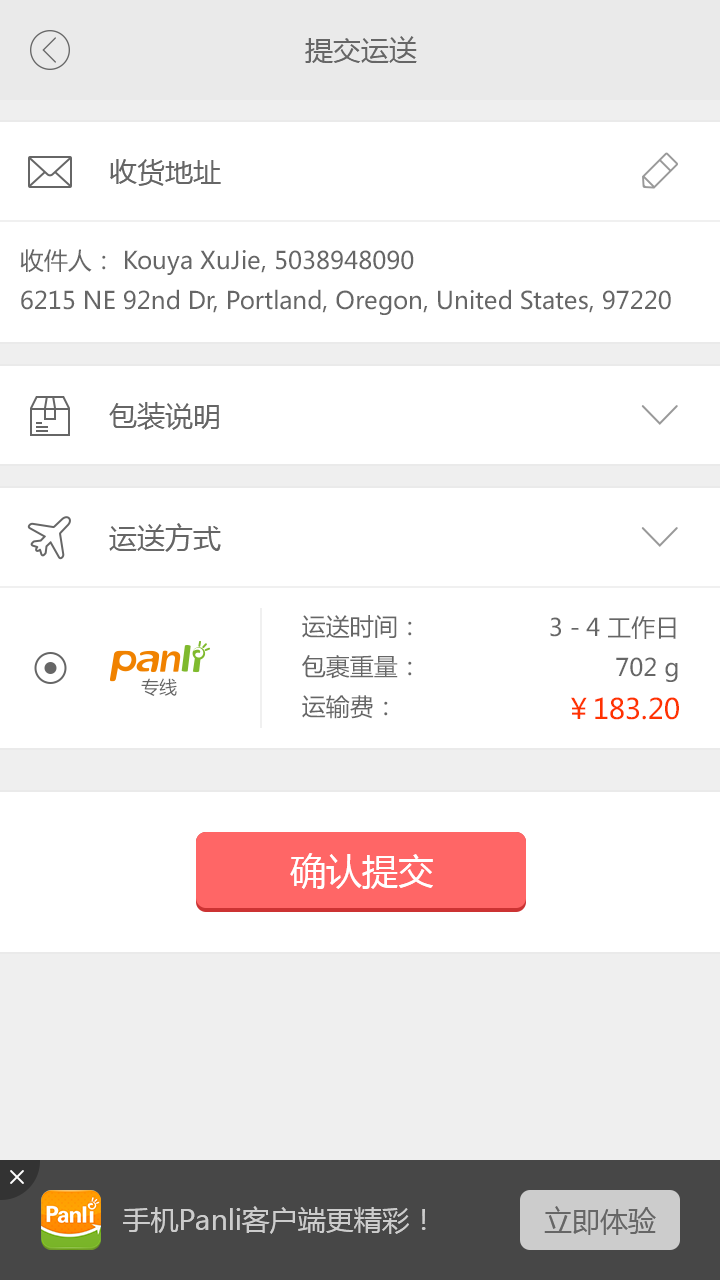 提交运送
收货地址
收件人： Kouya XuJie, 5038948090
6215 NE 92nd Dr, Portland, Oregon, United States, 97220
包装说明
运送方式
panli
专线
运送时间： 3 - 4 工作日
包裹重量： 702 g
运输费： ￥183.20
确认提交
Panli
手机Panli客户端更精彩！
立即体验